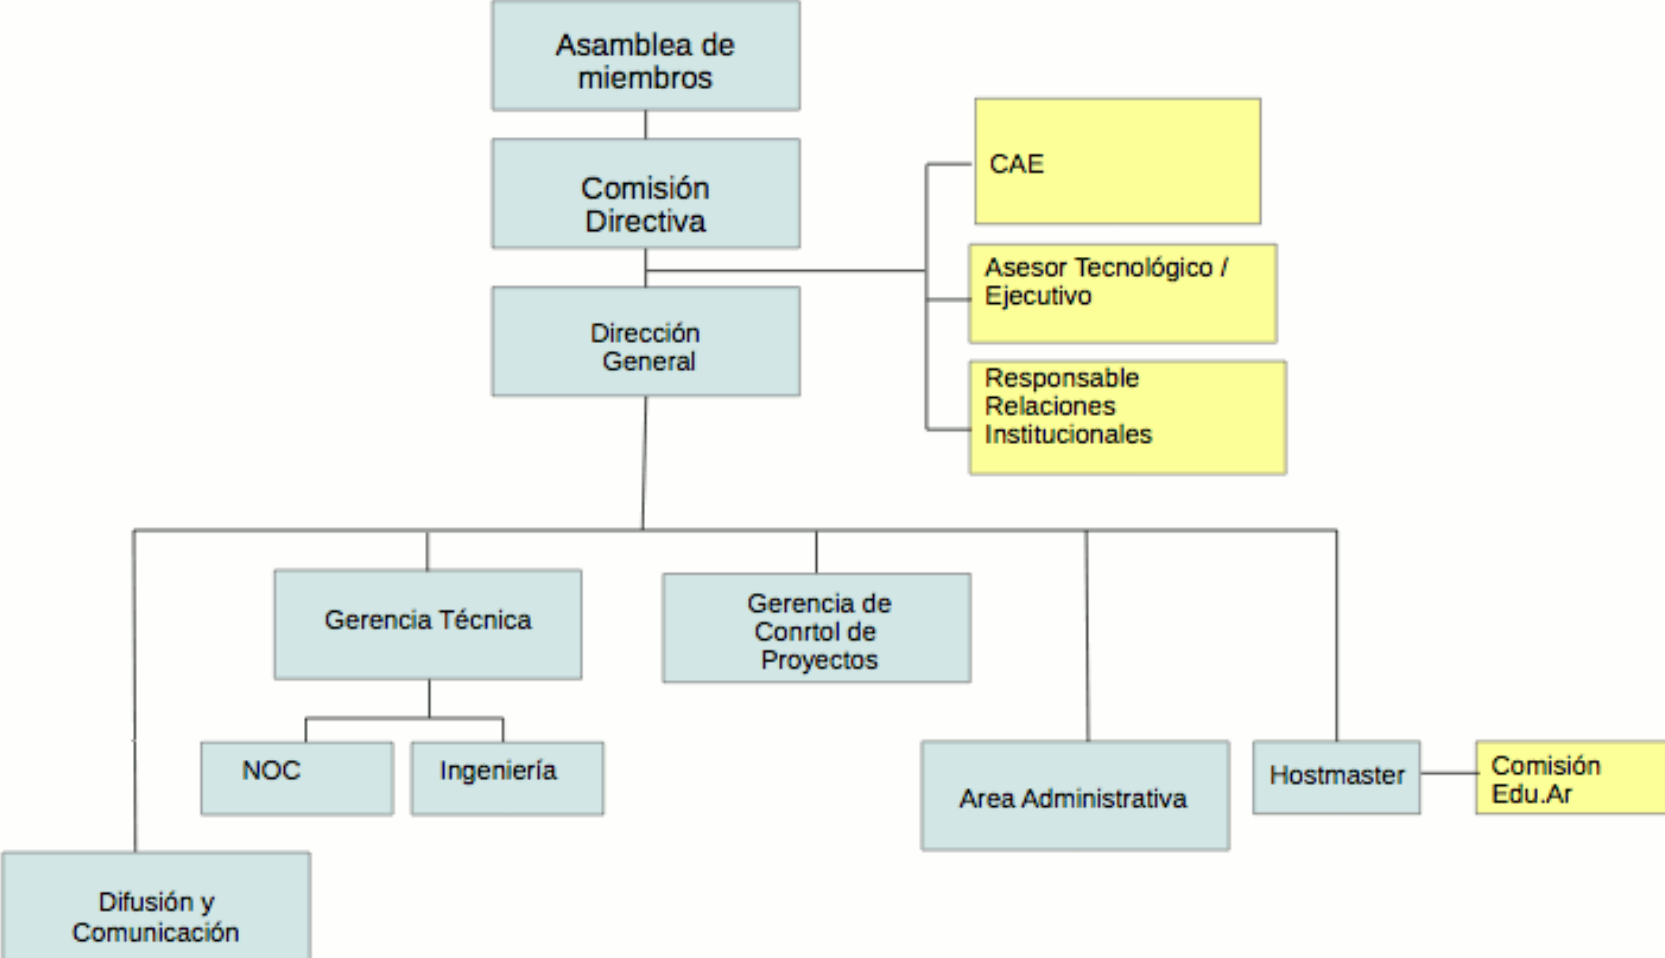 Asamblea de
miembros
Comisión
Directiva
CAE
Asesor Tecnológico /
Ejecutivo
Dirección
General
Responsable
Relaciones
Institucionales
Gerencia Técnica
Gerencia de
Conrtol de
Proyectos
NOC
Ingeniería
Area Administrativa
Hostmaster
Comisión
Edu.Ar
Difusión y
Comunicación